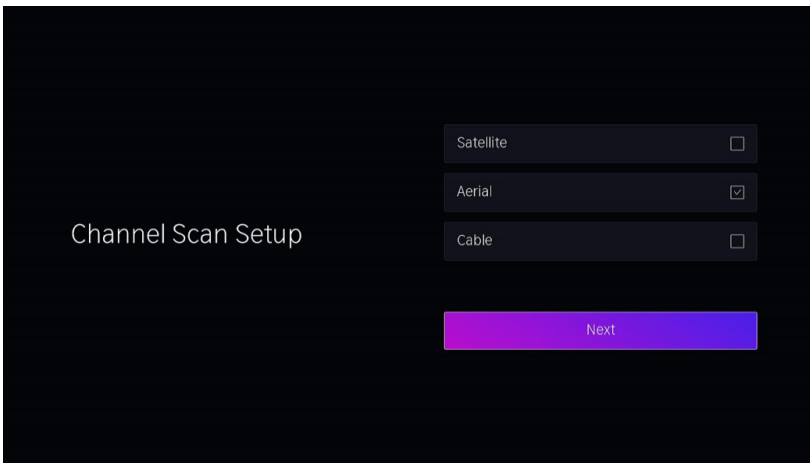 Channel Scan Setup
Satellite
Aerial
Cable
Next